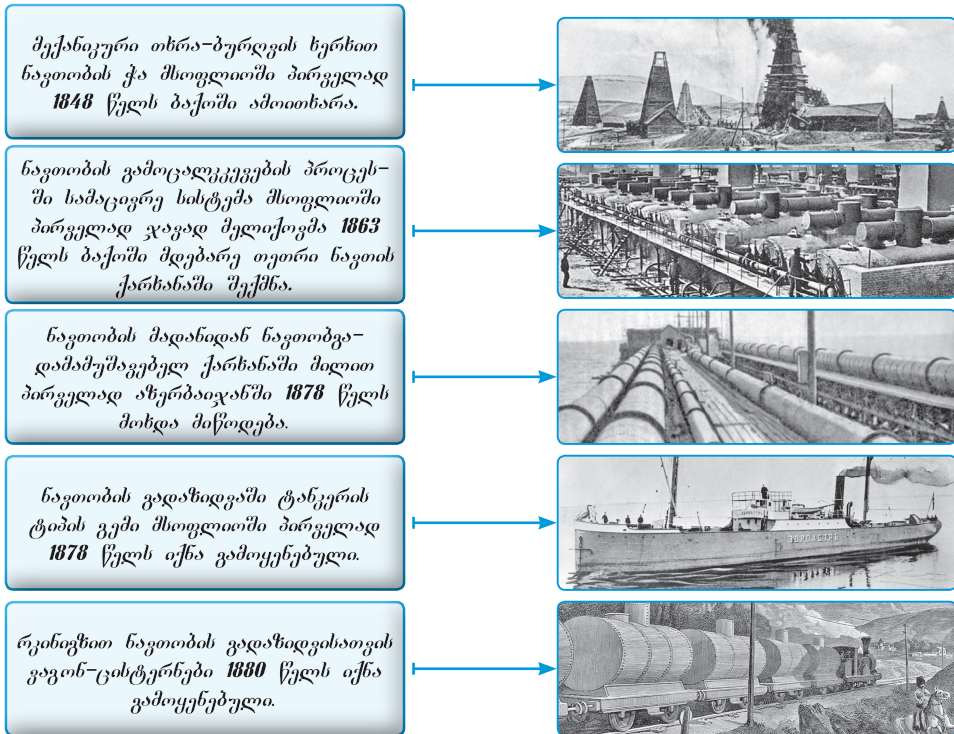 მექანიკური თხრა-ბურღვის ხერხით
ნავთობის ჭა მსოფლიოში პირველად
1848 წელს ბაქოში ამოითხარა.
ნავთობის გამოცალკკევების პროცეს-
ში სამაცივრე სისტემა მსოფლიოში
პირველად ჯავად მელიქოვმა 1863
წელს ბაქოში მდებარე თეთრი ნავთის
ქარხანაში შექმნა.
ნავთობის მადანიდან ნავთობგა-
დამამუშავებელ ქარხანაში მილით
პირველად აზერბაიჯანში 1878 წელს
მოხდა მიწოდება.
ნავთობის გადაზიდვაში ტანკერის
ტიპის გემი მსოფლიოში პირველად
1878 წელს იქნა გამოყენებული.
ЗОРОАСТРЪ
რკინიგზით ნავთობის გადაზიდვისათვის
ვაგონ-ცისტერნები 1880 წელს იქნა
გამოყენებული.